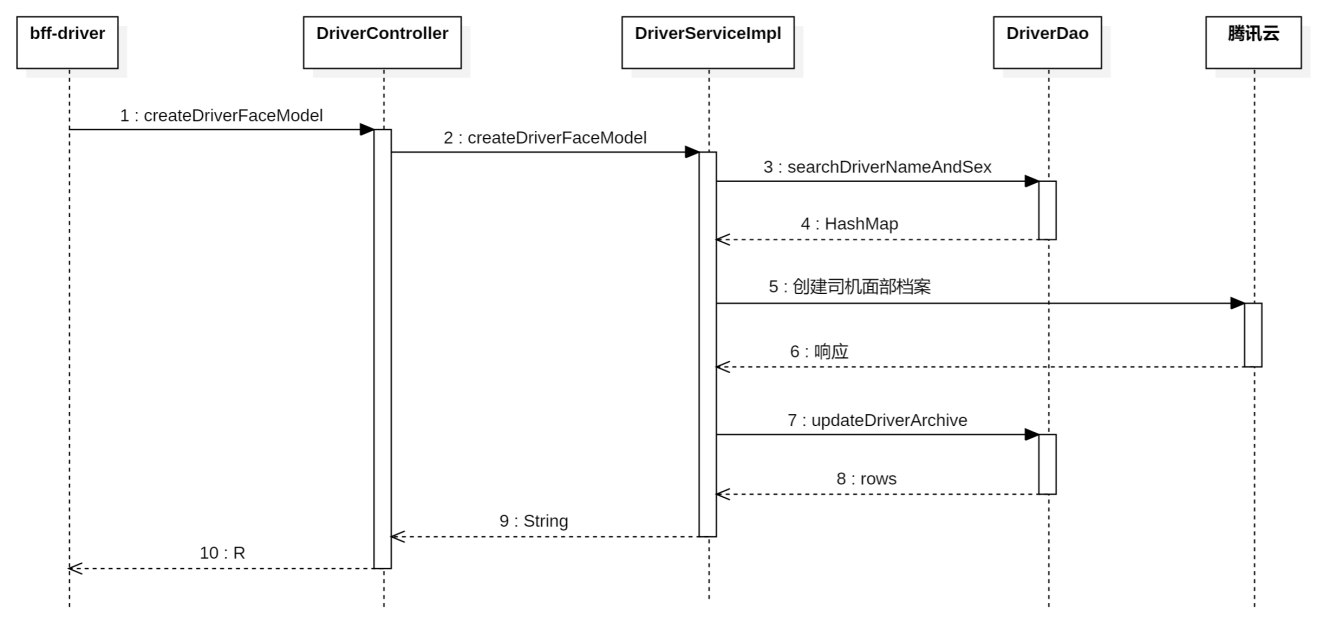 bff-driver
DriverController
DriverServiceImpl
DriverDao
腾讯云
1 : createDriverFaceModel
2 : createDriverFaceModel
3 : searchDriverNameAndSex
4 : HashMap
5 : 创建司机面部档案
6 : 响应
7 : updateDriverArchive
8 : rows
9 : String
10 : R